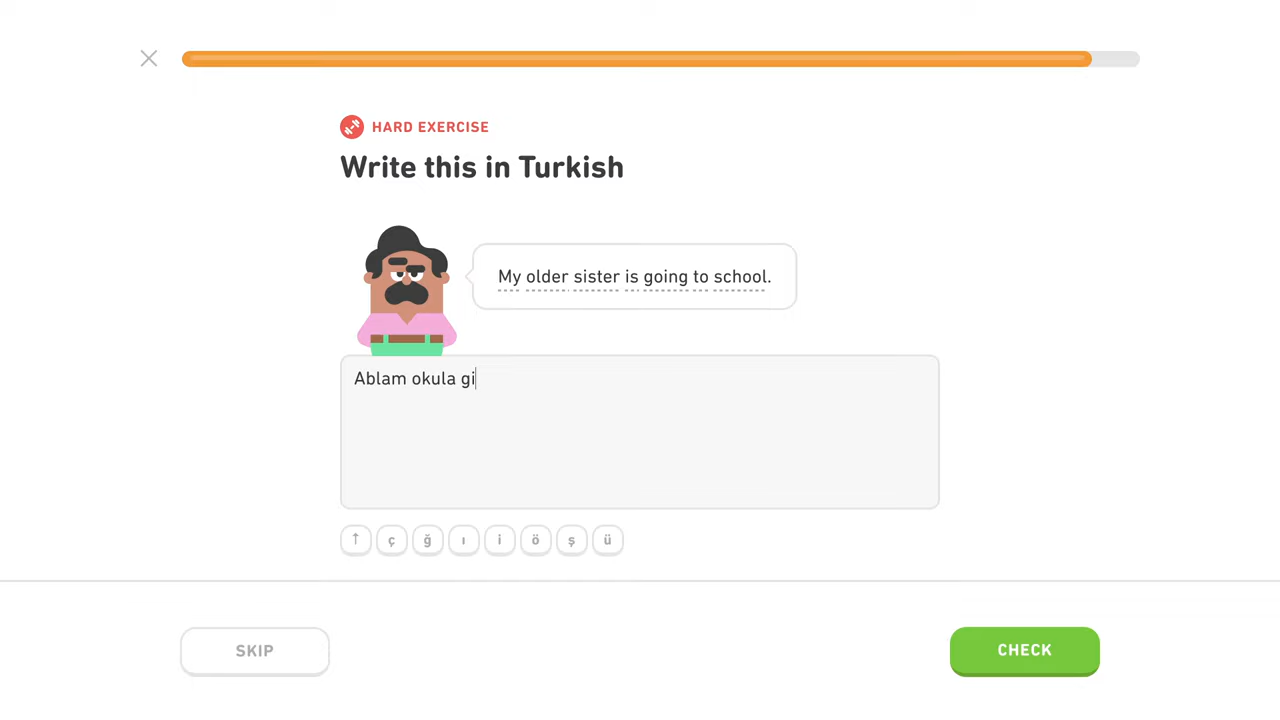 HARD EXERCISE
Write this in Turkish
My older sister is going to school.
Ablam okula gi
↑ ç ğ ı i ö ş ü
SKIP
CHECK